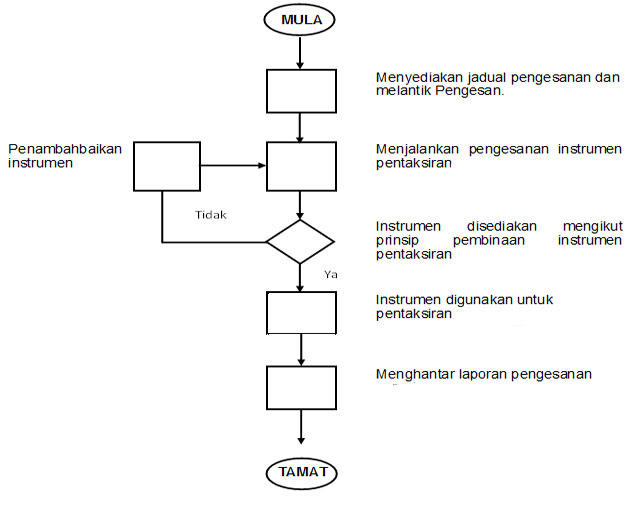 MULA
Menyediakan jadual pengesanan dan
melantik Pengesan.
Penambahbaikan
instrumen
Menjalankan pengesanan instrumen
pentaksiran
Tidak
Instrumen disediakan mengikut
prinsip pembinaan instrumen
pentaksiran
Ya
Instrumen digunakan untuk
pentaksiran
Menghantar laporan pengesanan
TAMAT